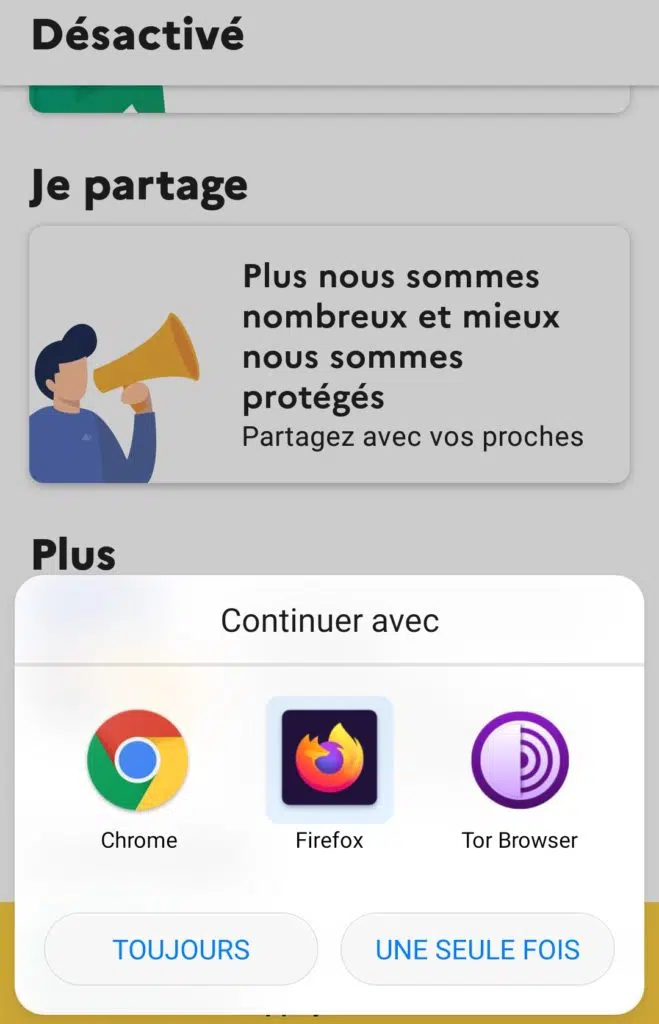 Désactivé
Je partage
Plus nous sommes
nombreux et mieux
nous sommes
protégés
Partagez avec vos proches
Plus
Continuer avec
Chrome
Firefox
Tor Browser
TOUJOURS
UNE SEULE FOIS